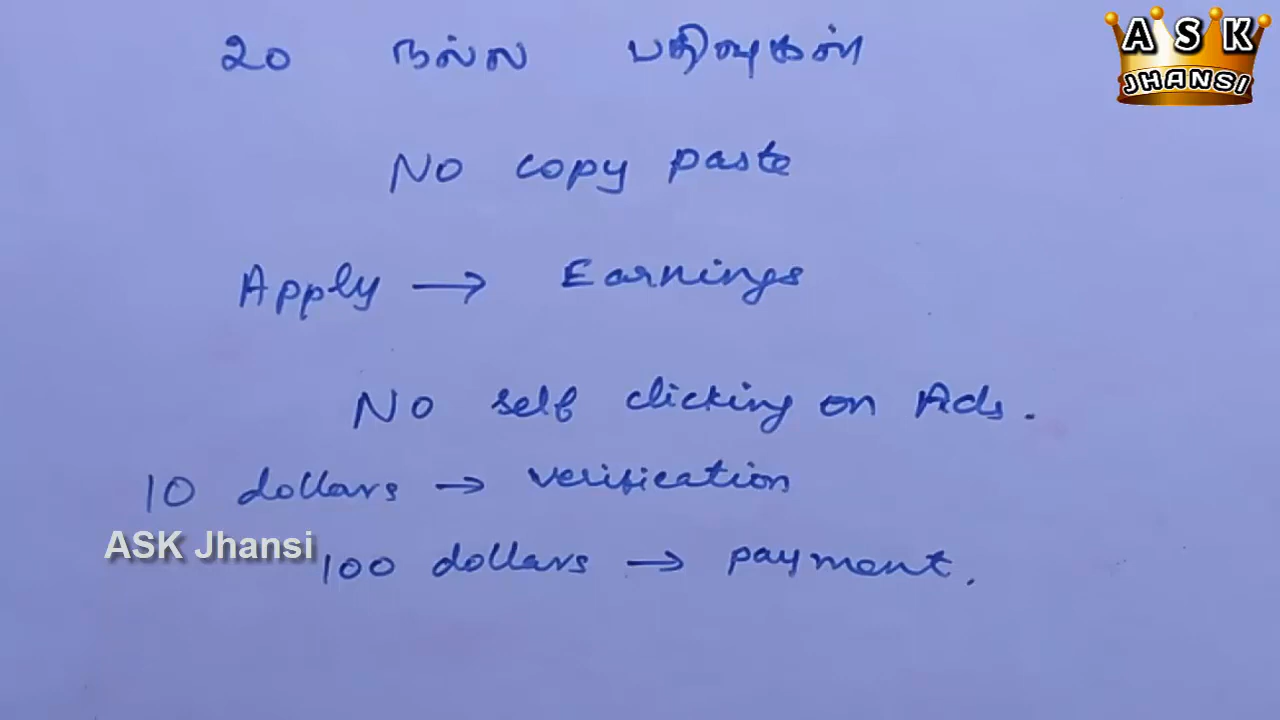 20 நல்ல பதிவுகள்
ASK
JHANSI
No copy paste
Apply → Earnings
No self clicking on Ads.
10 dollars → verification
ASK Jhansi
100 dollars → payment.